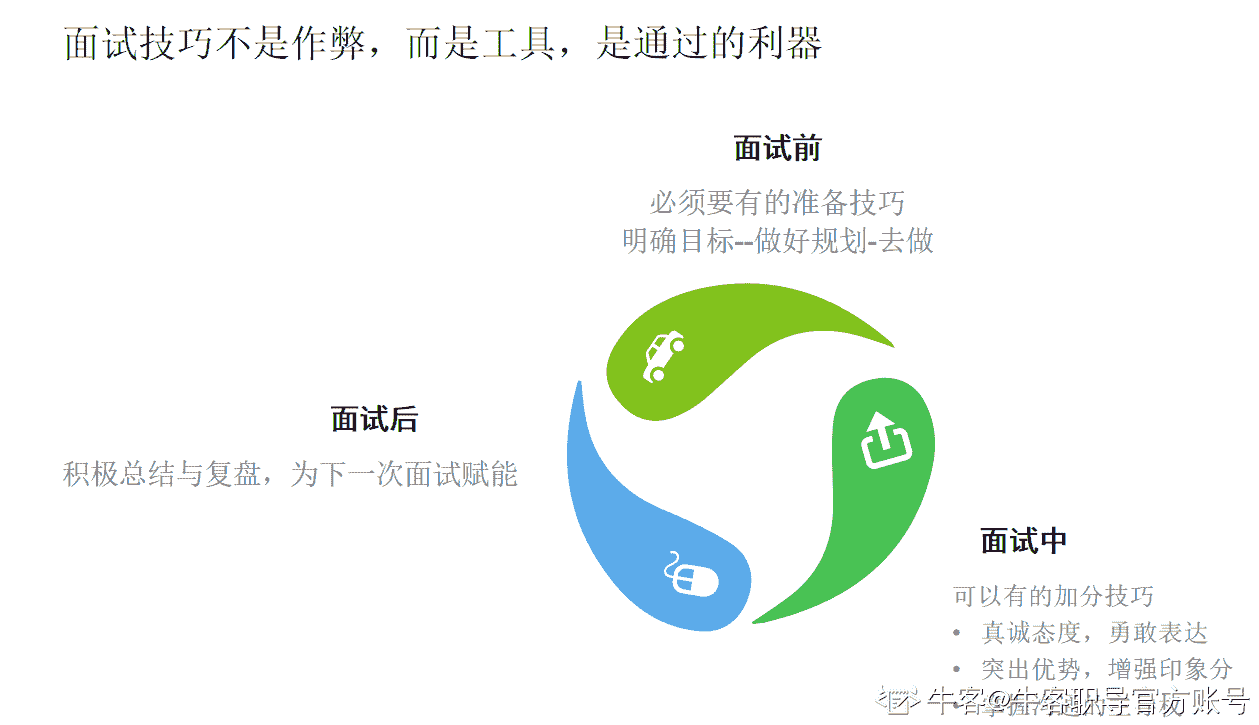 面试技巧不是作弊，而是工具，是通过的利器
面试前
必须要有的准备技巧
明确目标--做好规划-去做
面试后
积极总结与复盘，为下一次面试赋能
面试中
可以有的加分技巧
• 真诚态度，勇敢表达
• 突出优势，增强印象分
• 掌握
牛客@牛客职导官方账号